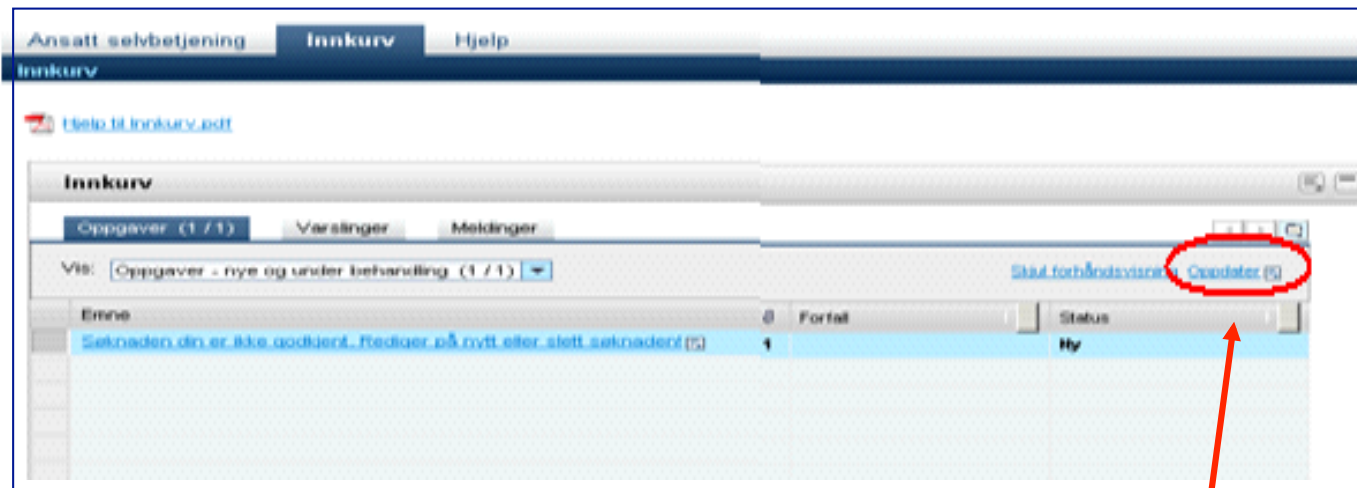 Ansatt selvbetjening Innkurv Hjelp
Innkurv
Hjelp til Innkurv.pdf
Innkurv
Oppgaver (1 / 1) Varslinger Meldinger
Vis: Oppgaver - nye og under behandling (1 / 1) Skjul forhåndsvisning Oppdater
Emne Forfall Status
Søknaden din er ikke godkjent. Rediger på nytt eller slett søknaden! 1 Ny